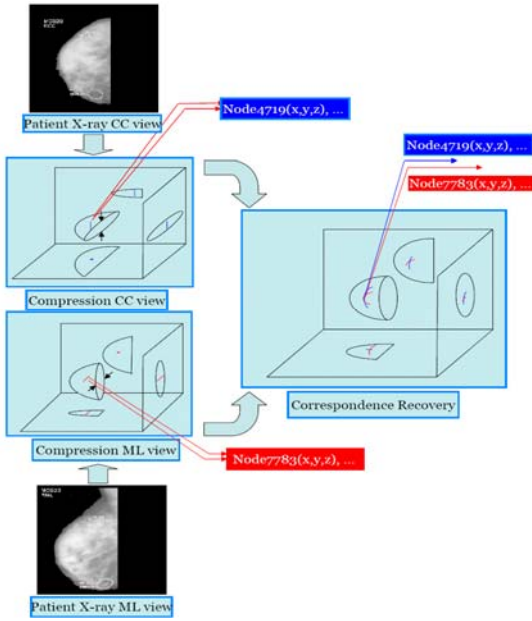 Patient X-ray CC view
Node4719(x,y,z), ...
Node4719(x,y,z), ...
Node7783(x,y,z), ...
Compression CC view
Correspondence Recovery
Compression ML view
Node7783(x,y,z), ...
Patient X-ray ML view